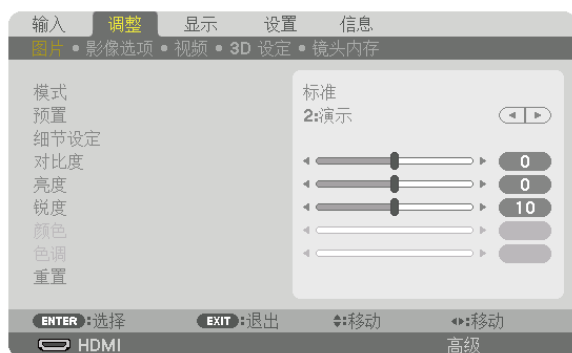 输入 调整 显示 设置 信息
图片 • 影像选项 • 视频 • 3D 设定 • 镜头内存
模式 标准
预置 2:演示
细节设定
对比度 0
亮度 0
锐度 10
颜色
色调
重置
ENTER:选择 EXIT:退出 :移动 :移动
HDMI 高级